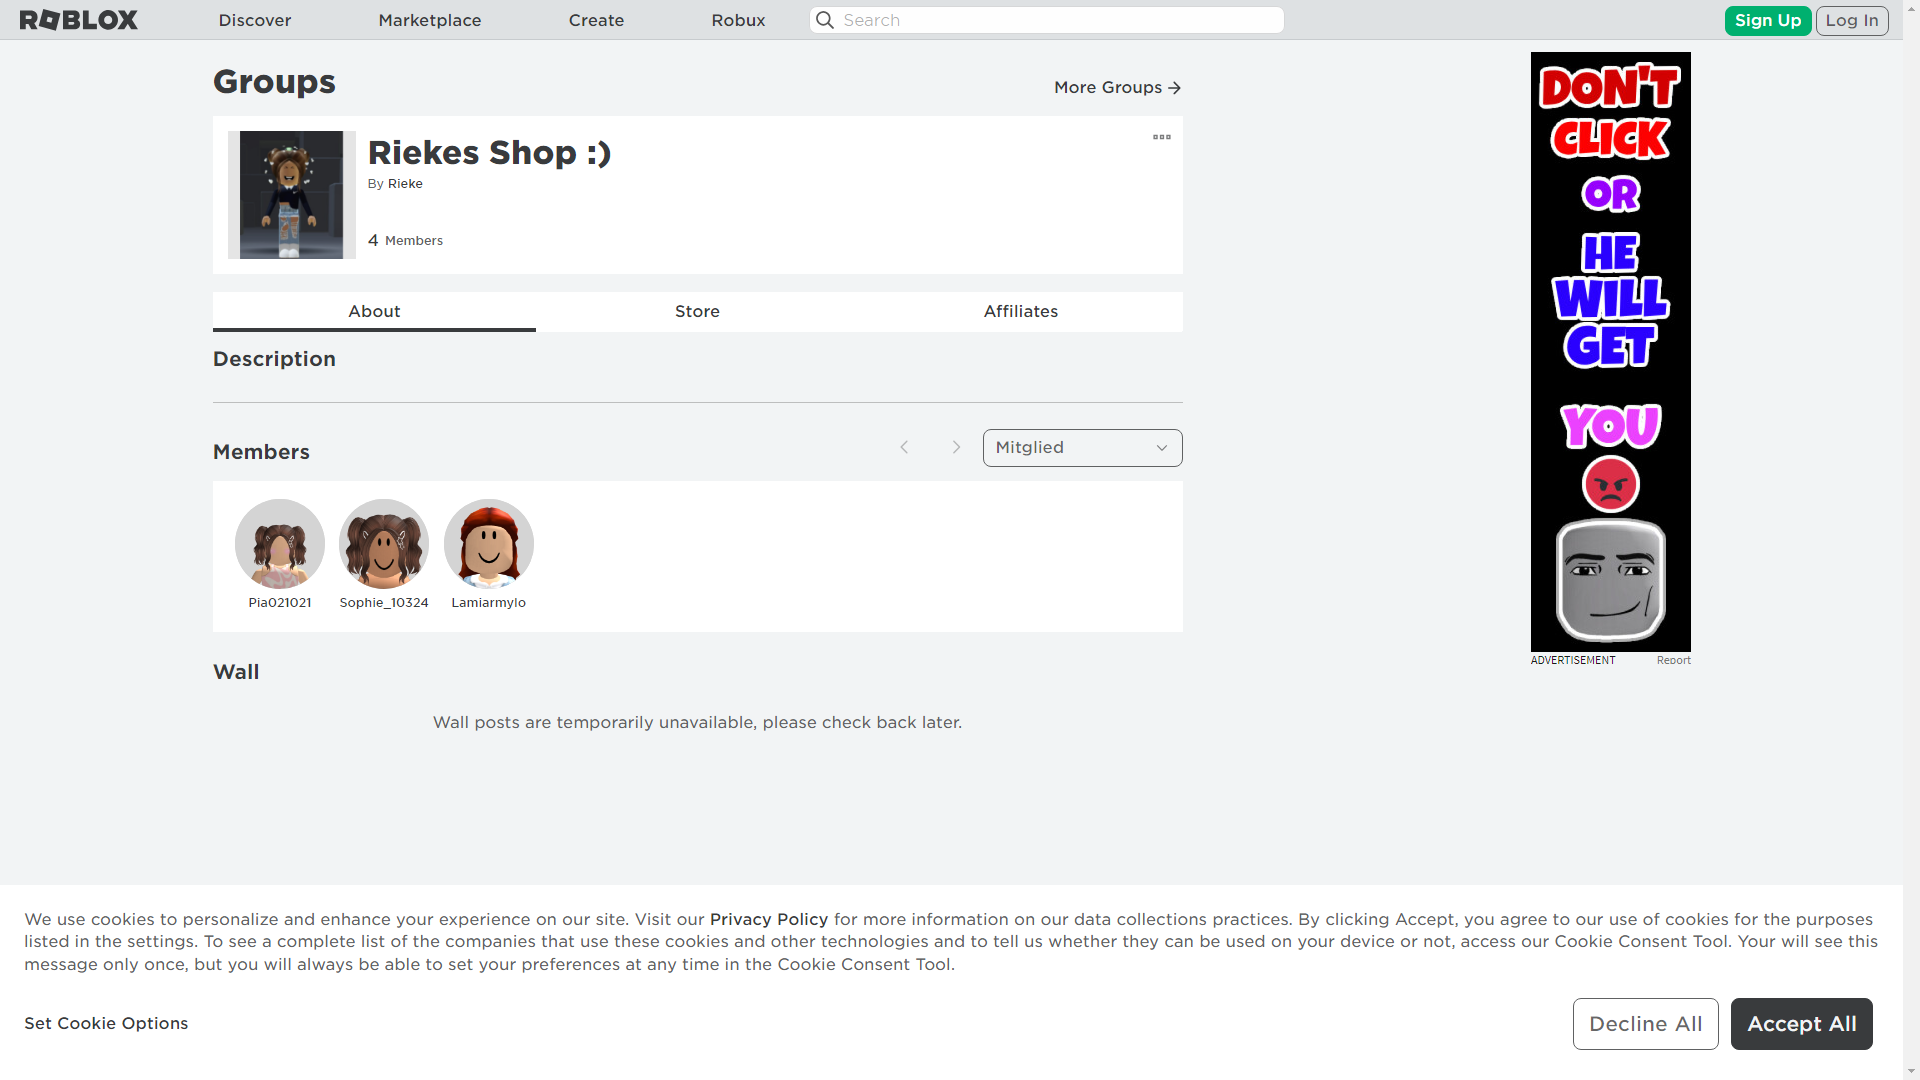 ROBLOX
Discover
Marketplace
Create
Robux
Search
Sign Up
Log In
Groups
More Groups
Riekes Shop :)
By Rieke
4 Members
About
Store
Affiliates
Description
Members
Mitglied
Pia021021
Sophie_10324
Lamiarmylo
Wall
Wall posts are temporarily unavailable, please check back later.
DON'T
CLICK
OR
HE
WILL
GET
YOU
ADVERTISEMENT
Report
We use cookies to personalize and enhance your experience on our site. Visit our Privacy Policy for more information on our data collections practices. By clicking Accept, you agree to our use of cookies for the purposes
listed in the settings. To see a complete list of the companies that use these cookies and other technologies and to tell us whether they can be used on your device or not, access our Cookie Consent Tool. Your will see this
message only once, but you will always be able to set your preferences at any time in the Cookie Consent Tool.
Set Cookie Options
Decline All
Accept All